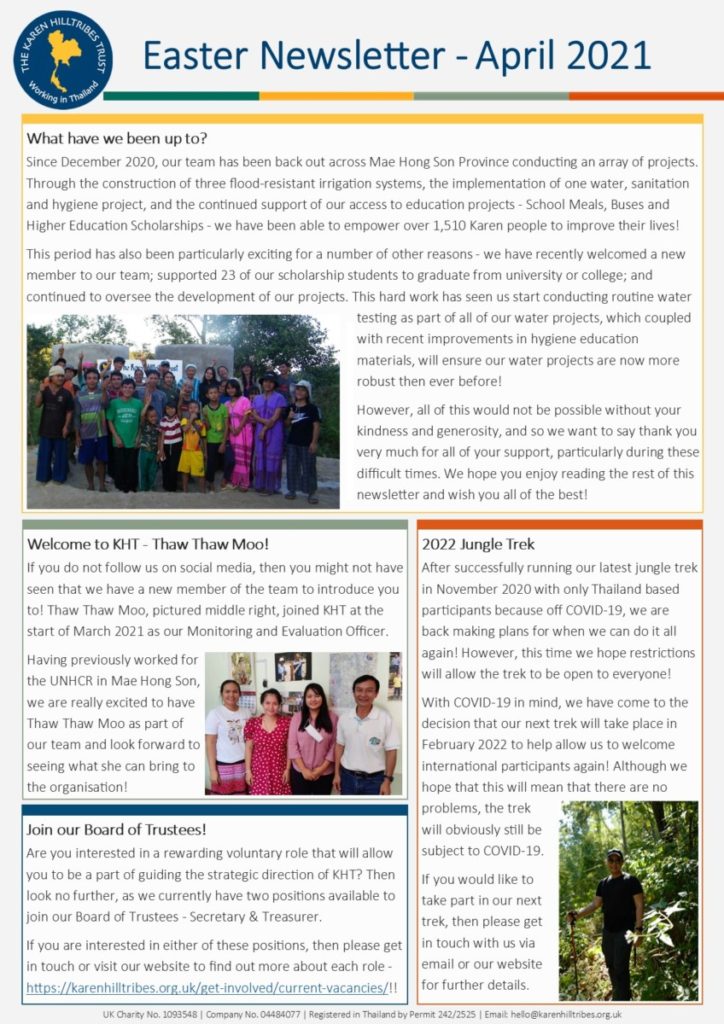 THE KAREN HILLTRIBES TRUST
Working in Thailand
Easter Newsletter - April 2021
What have we been up to?
Since December 2020, our team has been back out across Mae Hong Son Province conducting an array of projects.
Through the construction of three flood-resistant irrigation systems, the implementation of one water, sanitation
and hygiene project, and the continued support of our access to education projects - School Meals, Buses and
Higher Education Scholarships - we have been able to empower over 1,510 Karen people to improve their lives!
This period has also been particularly exciting for a number of other reasons - we have recently welcomed a new
member to our team; supported 23 of our scholarship students to graduate from university or college; and
continued to oversee the development of our projects. This hard work has seen us start conducting routine water
testing as part of all of our water projects, which coupled
with recent improvements in hygiene education
materials, will ensure our water projects are now more
robust then ever before!
However, all of this would not be possible without your
kindness and generosity, and so we want to say thank you
very much for all of your support, particularly during these
difficult times. We hope you enjoy reading the rest of this
newsletter and wish you all of the best!
Welcome to KHT - Thaw Thaw Moo!
If you do not follow us on social media, then you might not have
seen that we have a new member of the team to introduce you
to! Thaw Thaw Moo, pictured middle right, joined KHT at the
start of March 2021 as our Monitoring and Evaluation Officer.
Having previously worked for
the UNHCR in Mae Hong Son,
we are really excited to have
Thaw Thaw Moo as part of
our team and look forward to
seeing what she can bring to
the organisation!
Join our Board of Trustees!
Are you interested in a rewarding voluntary role that will allow
you to be a part of guiding the strategic direction of KHT? Then
look no further, as we currently have two positions available to
join our Board of Trustees - Secretary & Treasurer.
If you are interested in either of these positions, then please get
in touch or visit our website to find out more about each role -
https://karenhilltribes.org.uk/get-involved/current-vacancies/!!
2022 Jungle Trek
After successfully running our latest jungle trek
in November 2020 with only Thailand based
participants because off COVID-19, we are
back making plans for when we can do it all
again! However, this time we hope restrictions
will allow the trek to be open to everyone!
With COVID-19 in mind, we have come to the
decision that our next trek will take place in
February 2022 to help allow us to welcome
international participants again! Although we
hope that this will mean that there are no
problems, the trek
will obviously still be
subject to COVID-19.
If you would like to
take part in our next
trek, then please get
in touch with us via
email or our website
for further details.
UK Charity No. 1093548 | Company No. 04484077 | Registered in Thailand by Permit 242/2525 | Email: hello@karenhilltribes.org.uk